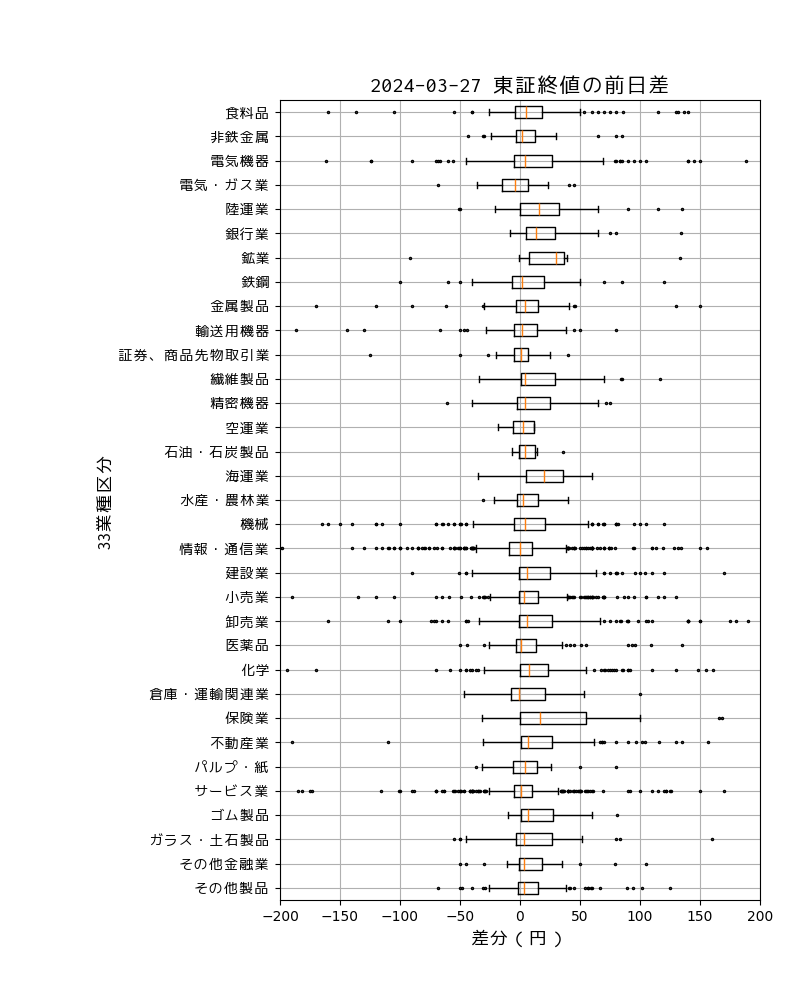 2024-03-27 東証終値の前日差
食料品
非鉄金属
電気機器
電気・ガス業
陸運業
銀行業
鉱業
鉄鋼
金属製品
輸送用機器
証券、商品先物取引業
繊維製品
精密機器
空運業
石油・石炭製品
海運業
水産・農林業
機械
情報・通信業
建設業
小売業
卸売業
医薬品
化学
倉庫・運輸関連業
保険業
不動産業
パルプ・紙
サービス業
ゴム製品
ガラス・土石製品
その他金融業
その他製品
33業種区分
−200 −150 −100 −50 0 50 100 150 200
差分(円)